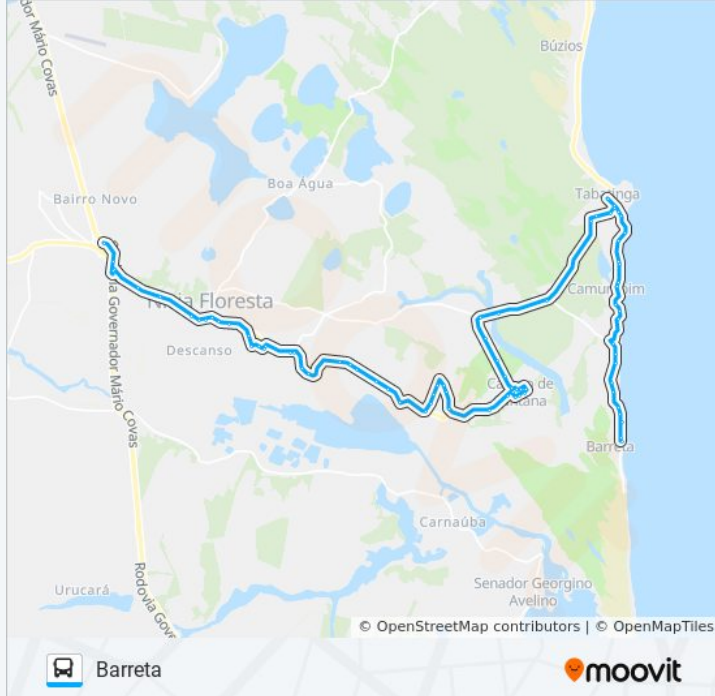 Rodovia Governador Mário Covas
Búzios
Boa Água
Bairro Novo
Tabatinga
Nísia Floresta
Camurupim
Descanso
Barreta
Carnaúba
Senador Georgino
Avelino
Urucará
© OpenStreetMap contributors | © OpenMapTiles
Barreta
moovit